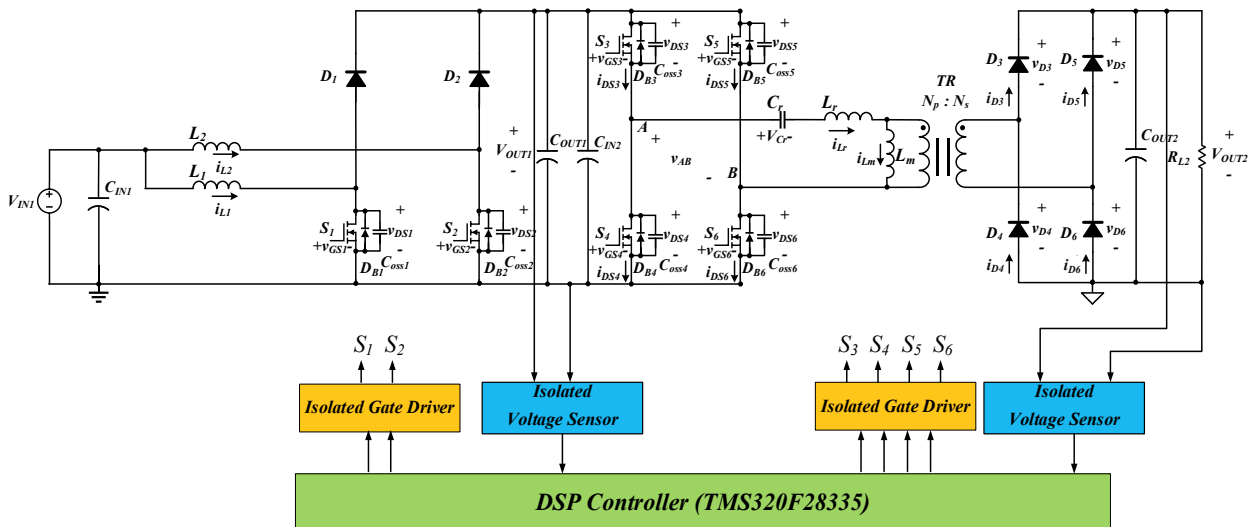 S3
+vGS3-
iDS3
DB3
Coss3
+
vDS3
-
S5
+vGS5-
iDS5
DB5
Coss5
+
vDS5
-
D1
D2
L2
iL2
L1
iL1
VIN1
CIN1
+
VOUT1
-
COUT1
CIN2
A
+
vAB
-
B
Cr
+VCr-
Lr
iLr
iLm
Lm
TR
Np : Ns
D3
+
vD3
-
iD3
D5
+
vD5
-
iD5
COUT2
RL2
+
VOUT2
-
S1
+vGS1-
DB1
Coss1
+
vDS1
-
S2
+vGS2-
DB2
Coss2
+
vDS2
-
S4
+vGS4-
iDS4
DB4
Coss4
+
vDS4
-
S6
+vGS6-
iDS6
DB6
Coss6
+
vDS6
-
D4
+
vD4
-
iD4
D6
+
vD6
-
iD6
S1 S2
Isolated Gate Driver
Isolated
Voltage Sensor
S3 S4 S5 S6
Isolated Gate Driver
Isolated
Voltage Sensor
DSP Controller (TMS320F28335)